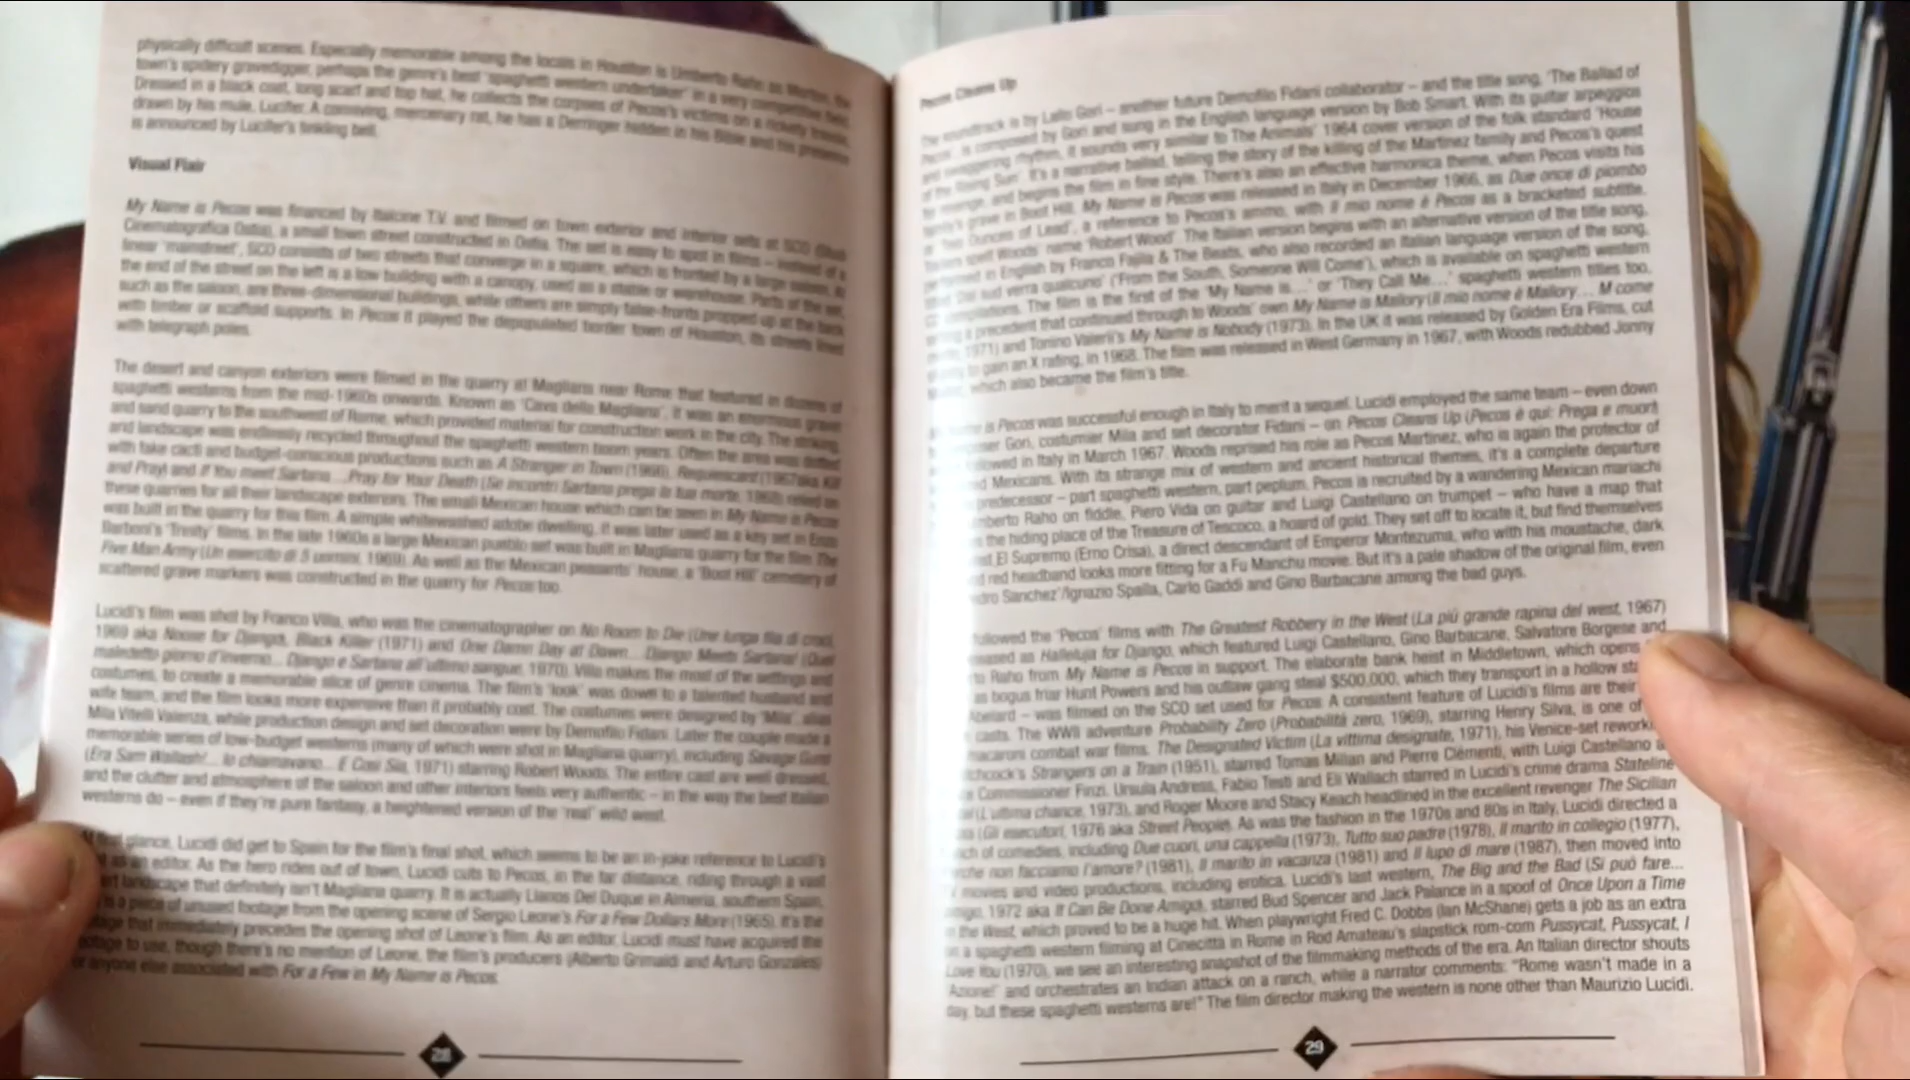 physically difficult scenes. Especially memorable among the locals in Houston is Umberto Raho as Morton, the
town's spidery gravedigger, perhaps the genre's best 'spaghetti western undertaker' in a very competitive field.
Dressed in a black coat, long scarf and top hat, he collects the corpses of Pecos's victims on a rickety travois,
drawn by his mule, Lucifer. A conniving, mercenary rat, he has a Derringer hidden in his Bible and his presence
is announced by Lucifer's tinkling bell.
Visual Flair
My Name is Pecos was financed by Italcine T.V. and filmed on town exterior and interior sets at SCO (Studi
Cinematografica Ostia), a small town street constructed in Ostia. The set is easy to spot in films – instead of a
linear 'mainstreet', SCO consists of two streets that converge in a square, which is fronted by a large saloon. At
the end of the street on the left is a low building with a canopy, used as a stable or warehouse. Parts of the set,
such as the saloon, are three-dimensional buildings, while others are simply false-fronts propped up at the back
with timber or scaffold supports. In Pecos it played the depopulated border town of Houston, its streets lined
with telegraph poles.
The desert and canyon exteriors were filmed in the quarry at Magliana near Rome that featured in dozens of
spaghetti westerns from the mid-1960s onwards. Known as 'Cava della Magliana', it was an enormous gravel
and sand quarry to the southwest of Rome, which provided material for construction work in the city. The striking
and landscape was endlessly recycled throughout the spaghetti western boom years. Often the area was dotted
with fake cacti and budget-conscious productions such as A Stranger in Town (1966), Requiescant (1967 aka Kill
and Pray) and If You meet Sartana... Pray for Your Death (Se incontri Sartana prega la tua morte, 1968) relied on
these quarries for all their landscape exteriors. The small Mexican house which can be seen in My Name is Pecos
was built in the quarry for this film. A simple whitewashed adobe dwelling, it was later used as a key set in Enzo
Barboni's 'Trinity' films. In the late 1960s a large Mexican pueblo set was built in Magliana quarry for the film The
Five Man Army (Un esercito di 5 uomini, 1969). As well as the Mexican peasants' house, a 'Boot Hill' cemetery of
scattered grave markers was constructed in the quarry for Pecos too.
Lucidi's film was shot by Franco Villa, who was the cinematographer on No Room to Die (Una lunga fila di croci,
1969 aka Noose for Django), Black Killer (1971) and One Damn Day at Dawn... Django Meets Sartana! (Quel
maledetto giorno d'inverno... Django e Sartana all'ultimo sangue, 1970). Villa makes the most of the settings and
costumes, to create a memorable slice of genre cinema. The film's 'look' was down to a talented husband and
wife team, and the film looks more expensive than it probably cost. The costumes were designed by 'Mila', alias
Mila Vitelli Valenza, while production design and set decoration were by Demofilo Fidani. Later the couple made a
memorable series of low-budget westerns (many of which were shot in Magliana quarry), including Savage Guns
(Era Sam Wallash!... lo chiamavano... E Così Sia, 1971) starring Robert Woods. The entire cast are well dressed,
and the clutter and atmosphere of the saloon and other interiors feels very authentic – in the way the best Italian
westerns do – even if they're pure fantasy, a heightened version of the 'real' wild west.
At first glance, Lucidi did get to Spain for the film's final shot, which seems to be an in-joke reference to Lucidi's
as an editor. As the hero rides out of town, Lucidi cuts to Pecos, in the far distance, riding through a vast
landscape that definitely isn't Magliana quarry. It is actually Llanos Del Duque in Almeria, southern Spain.
is a piece of unused footage from the opening scene of Sergio Leone's For a Few Dollars More (1965). It's the
that immediately precedes the opening shot of Leone's film. As an editor, Lucidi must have acquired the
footage to use, though there's no mention of Leone, the film's producers (Alberto Grimaldi and Arturo Gonzales)
or anyone else associated with For a Few in My Name is Pecos.
28
Pecos Cleans Up
The soundtrack is by Lallo Gori – another future Demofilo Fidani collaborator – and the title song, 'The Ballad of
Pecos', is composed by Gori and sung in the English language version by Bob Smart. With its guitar arpeggios
and swaggering rhythm, it sounds very similar to The Animals' 1964 cover version of the folk standard 'House
of the Rising Sun'. It's a narrative ballad, telling the story of the killing of the Martinez family and Pecos's quest
for revenge, and begins the film in fine style. There's also an effective harmonica theme, when Pecos visits his
family's grave in Boot Hill. My Name is Pecos was released in Italy in December 1966, as Due once di piombo
or 'Two Ounces of Lead', a reference to Pecos's ammo, with Il mio nome è Pecos as a bracketed subtitle.
spell Woods' name 'Robert Wood'. The Italian version begins with an alternative version of the title song,
performed in English by Franco Fajila & The Beats, who also recorded an Italian language version of the song,
titled 'Dal sud verra qualcuno' ('From the South, Someone Will Come'), which is available on spaghetti western
CD compilations. The film is the first of the 'My Name is...' or 'They Call Me...' spaghetti western titles too,
setting a precedent that continued through to Woods' own My Name is Mallory (Il mio nome è Mallory... M come
1971) and Tonino Valerii's My Name is Nobody (1973). In the UK it was released by Golden Era Films, cut
to gain an X rating, in 1968. The film was released in West Germany in 1967, with Woods redubbed Jonny
which also became the film's title.
is Pecos was successful enough in Italy to merit a sequel. Lucidi employed the same team – even down
Gori, costumier Mila and set decorator Fidani – on Pecos Cleans Up (Pecos è qui: Prega e muori!
in Italy in March 1967. Woods reprised his role as Pecos Martinez, who is again the protector of
Mexicans. With its strange mix of western and ancient historical themes, it's a complete departure
predecessor – part spaghetti western, part peplum. Pecos is recruited by a wandering Mexican mariachi
Raho on fiddle, Piero Vida on guitar and Luigi Castellano on trumpet – who have a map that
the hiding place of the Treasure of Tescoco, a hoard of gold. They set off to locate it, but find themselves
El Supremo (Erno Crisa), a direct descendant of Emperor Montezuma, who with his moustache, dark
red headband looks more fitting for a Fu Manchu movie. But it's a pale shadow of the original film, even
Sanchez'/Ignazio Spalla, Carlo Gaddi and Gino Barbacane among the bad guys.
followed the 'Pecos' films with The Greatest Robbery in the West (La più grande rapina del west, 1967)
as Halleluja for Django, which featured Luigi Castellano, Gino Barbacane, Salvatore Borgese and
Raho from My Name is Pecos in support. The elaborate bank heist in Middletown, which opens
as bogus friar Hunt Powers and his outlaw gang steal $500,000, which they transport in a hollow
– was filmed on the SCO set used for Pecos. A consistent feature of Lucidi's films are their
casts. The WWII adventure Probability Zero (Probabilità zero, 1969), starring Henry Silva, is one of
macaroni combat war films. The Designated Victim (La vittima designata, 1971), his Venice-set
Strangers on a Train (1951), starred Tomas Milian and Pierre Clémenti, with Luigi Castellano
Commissioner Finzi. Ursula Andress, Fabio Testi and Eli Wallach starred in Lucidi's crime drama Stateline
(L'ultima chance, 1973), and Roger Moore and Stacy Keach headlined in the excellent revenger The Sicilian
(Gli esecutori, 1976 aka Street People). As was the fashion in the 1970s and 80s in Italy, Lucidi directed a
of comedies, including Due cuori, una cappella (1973), Tutto suo padre (1978), Il marito in collegio (1977),
non facciamo l'amore? (1981), Il marito in vacanza (1981) and Il lupo di mare (1987), then moved into
movies and video productions, including erotica. Lucidi's last western, The Big and the Bad (Si può fare...
amigo, 1972 aka It Can Be Done Amigo), starred Bud Spencer and Jack Palance in a spoof of Once Upon a Time
in the West, which proved to be a huge hit. When playwright Fred C. Dobbs (Ian McShane) gets a job as an extra
in a spaghetti western filming at Cinecittà in Rome in Rod Amateau's slapstick rom-com Pussycat, Pussycat, I
Love You (1970), we see an interesting snapshot of the filmmaking methods of the era. An Italian director shouts
'Azione!' and orchestrates an Indian attack on a ranch, while a narrator comments: "Rome wasn't made in a
day, but these spaghetti westerns are!" The film director making the western is none other than Maurizio Lucidi.
29